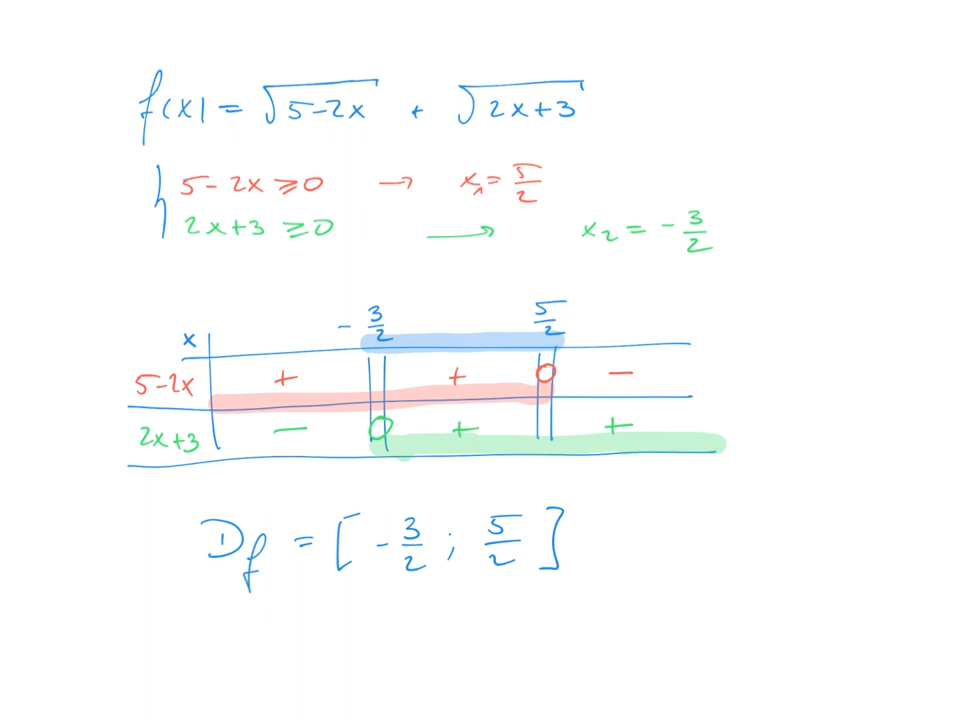 f(x) = √(5-2x) + √(2x+3)
{ 5-2x ≥ 0 → x₁ = 5/2
2x+3 ≥ 0 → x₂ = -3/2
x -3/2 5/2
5-2x + + 0 -
2x+3 - 0 + +
Df = [ -3/2 ; 5/2 ]